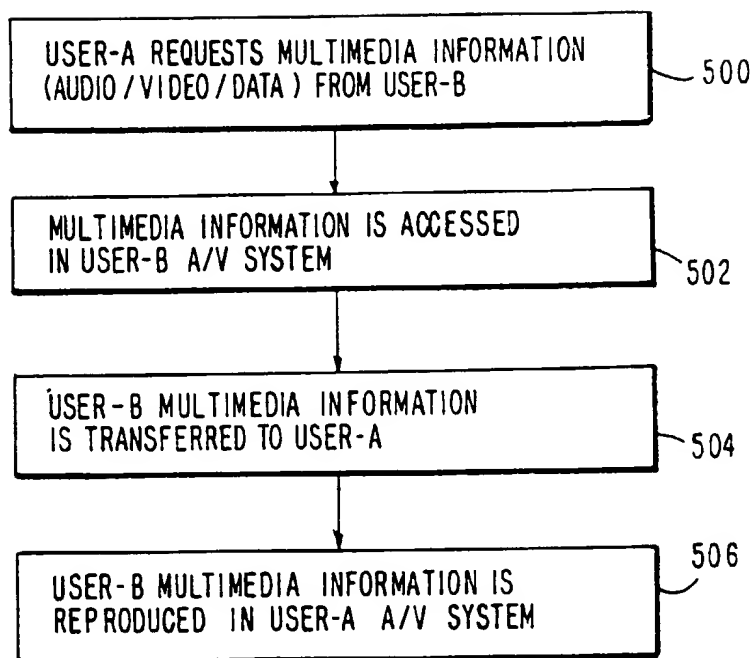 USER-A REQUESTS MULTIMEDIA INFORMATION
(AUDIO/VIDEO/DATA) FROM USER-B
500
MULTIMEDIA INFORMATION IS ACCESSED
IN USER-B A/V SYSTEM
502
USER-B MULTIMEDIA INFORMATION
IS TRANSFERRED TO USER-A
504
USER-B MULTIMEDIA INFORMATION IS
REPRODUCED IN USER-A A/V SYSTEM
506